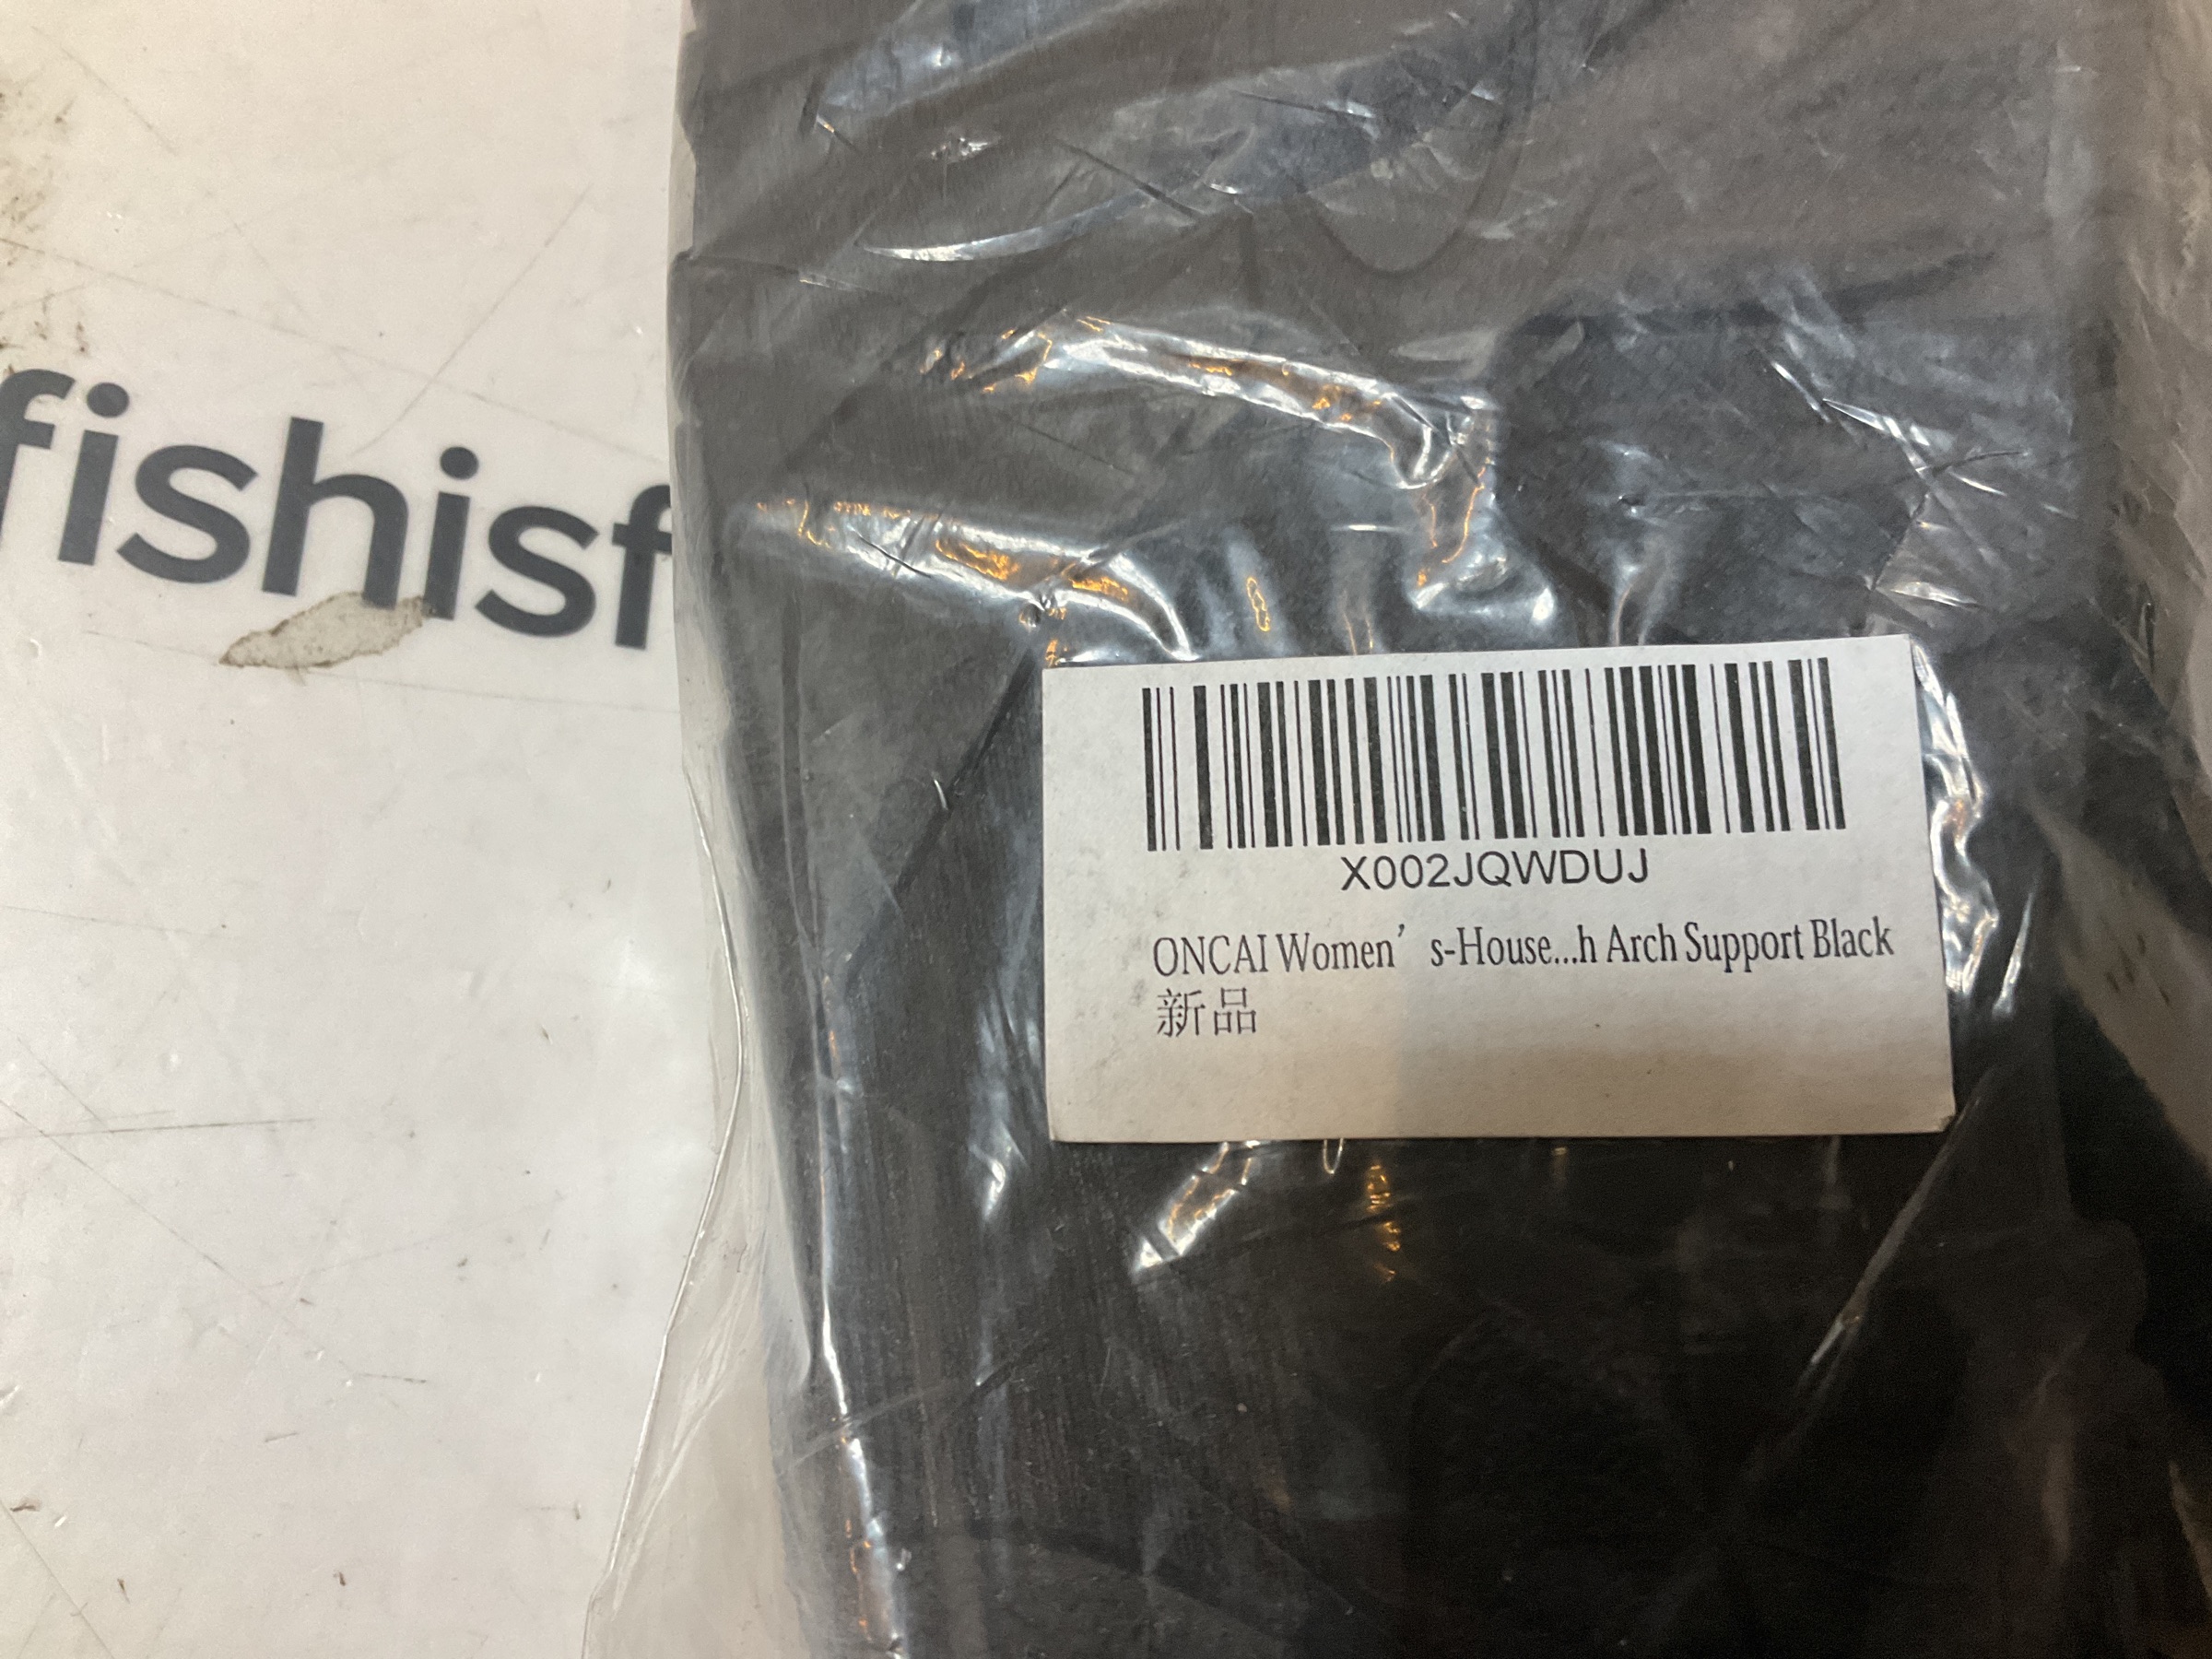 fishisf
X002JQWDUJ
ONCAI Women’ s-House...h Arch Support Black
新品